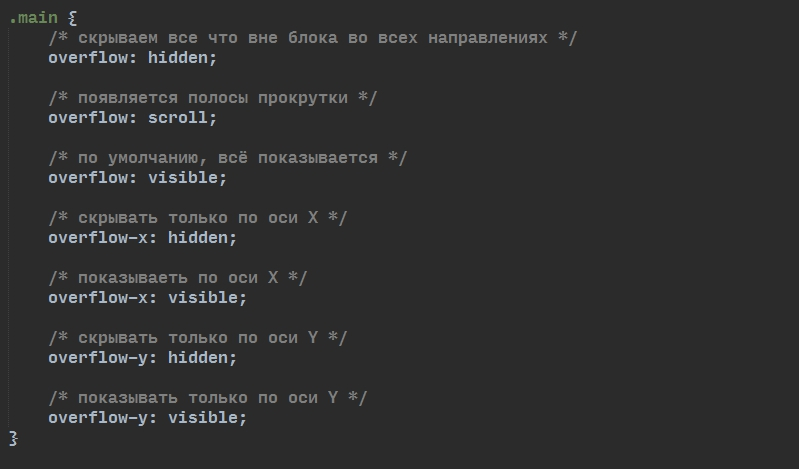 .main {
/* скрываем все что вне блока во всех направлениях */
overflow: hidden;
/* появляется полосы прокрутки */
overflow: scroll;
/* по умолчанию, всё показывается */
overflow: visible;
/* скрывать только по оси X */
overflow-x: hidden;
/* показываеть по оси X */
overflow-x: visible;
/* скрывать только по оси Y */
overflow-y: hidden;
/* показывать только по оси Y */
overflow-y: visible;
}